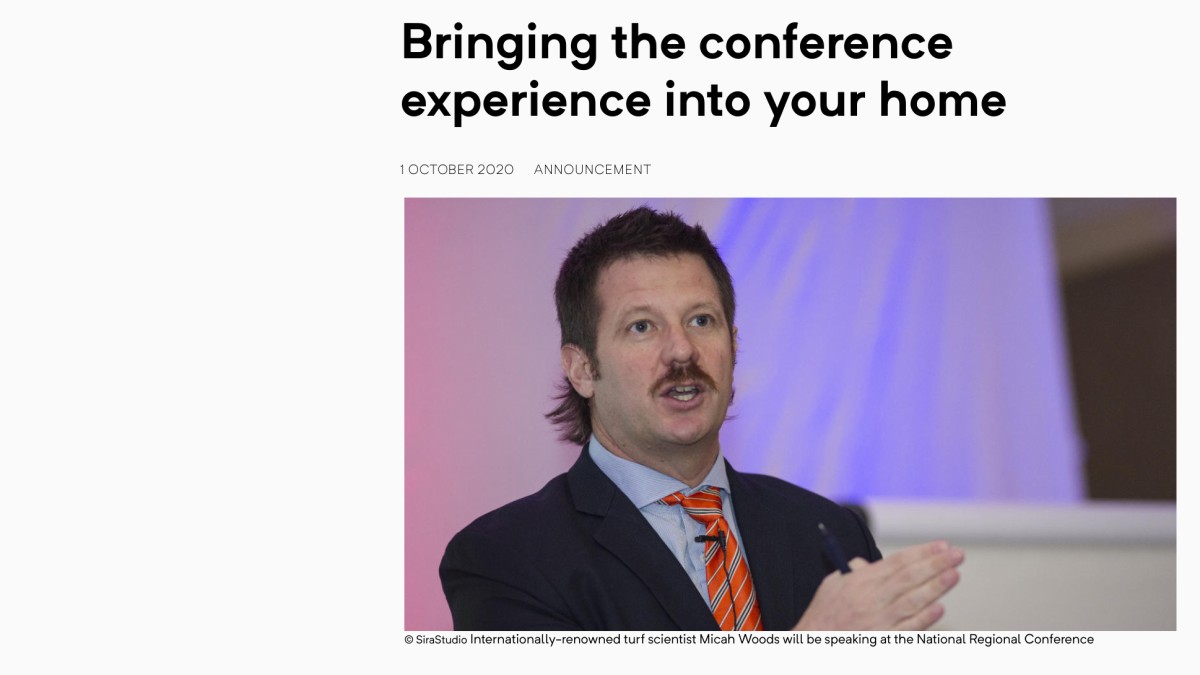 Bringing the conference
experience into your home
1 OCTOBER 2020 ANNOUNCEMENT
© SiraStudio Internationally-renowned turf scientist Micah Woods will be speaking at the National Regional Conference